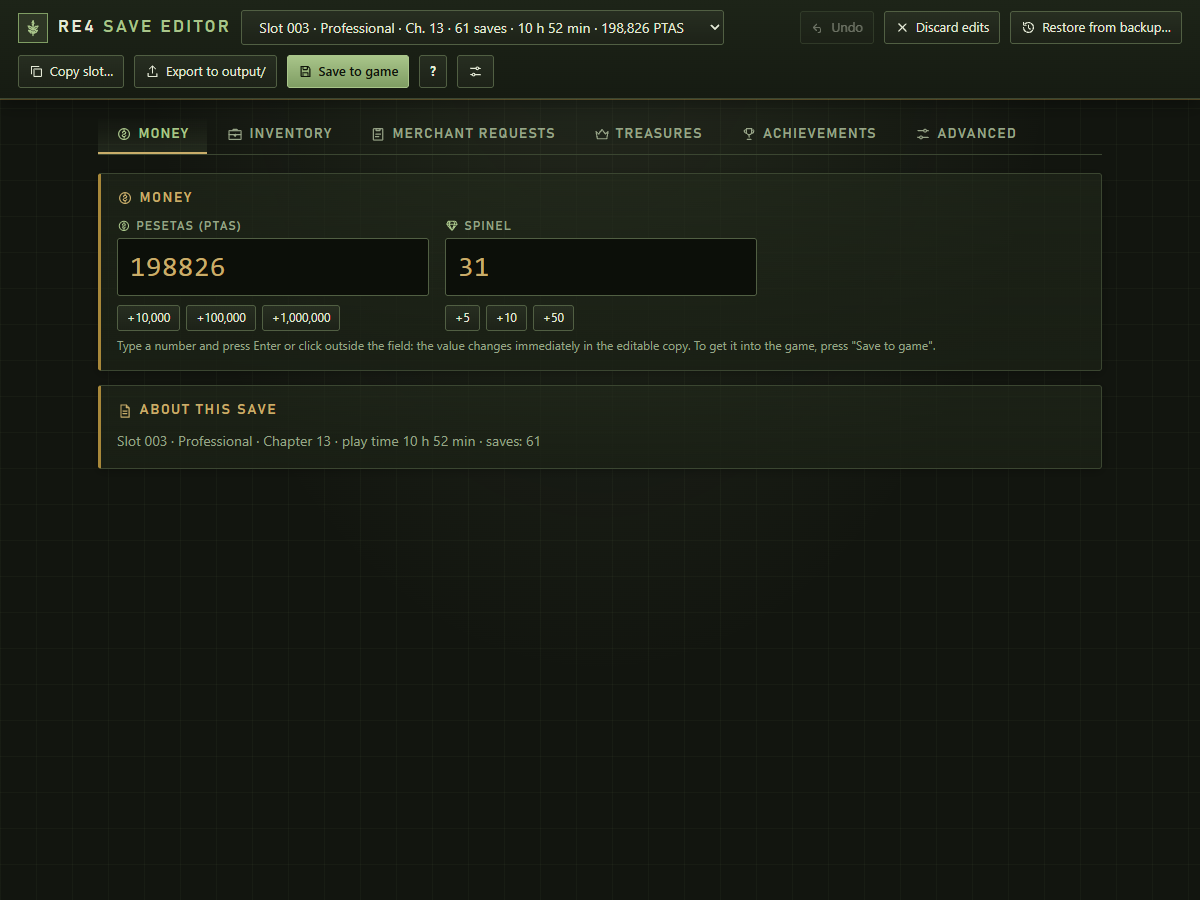 RE4 SAVE EDITOR
Slot 003 · Professional · Ch. 13 · 61 saves · 10 h 52 min · 198,826 PTAS
Undo
Discard edits
Restore from backup...
Copy slot...
Export to output/
Save to game
?
MONEY
INVENTORY
MERCHANT REQUESTS
TREASURES
ACHIEVEMENTS
ADVANCED
MONEY
PESETAS (PTAS)
SPINEL
198826
31
+10,000
+100,000
+1,000,000
+5
+10
+50
Type a number and press Enter or click outside the field: the value changes immediately in the editable copy. To get it into the game, press "Save to game".
ABOUT THIS SAVE
Slot 003 · Professional · Chapter 13 · play time 10 h 52 min · saves: 61